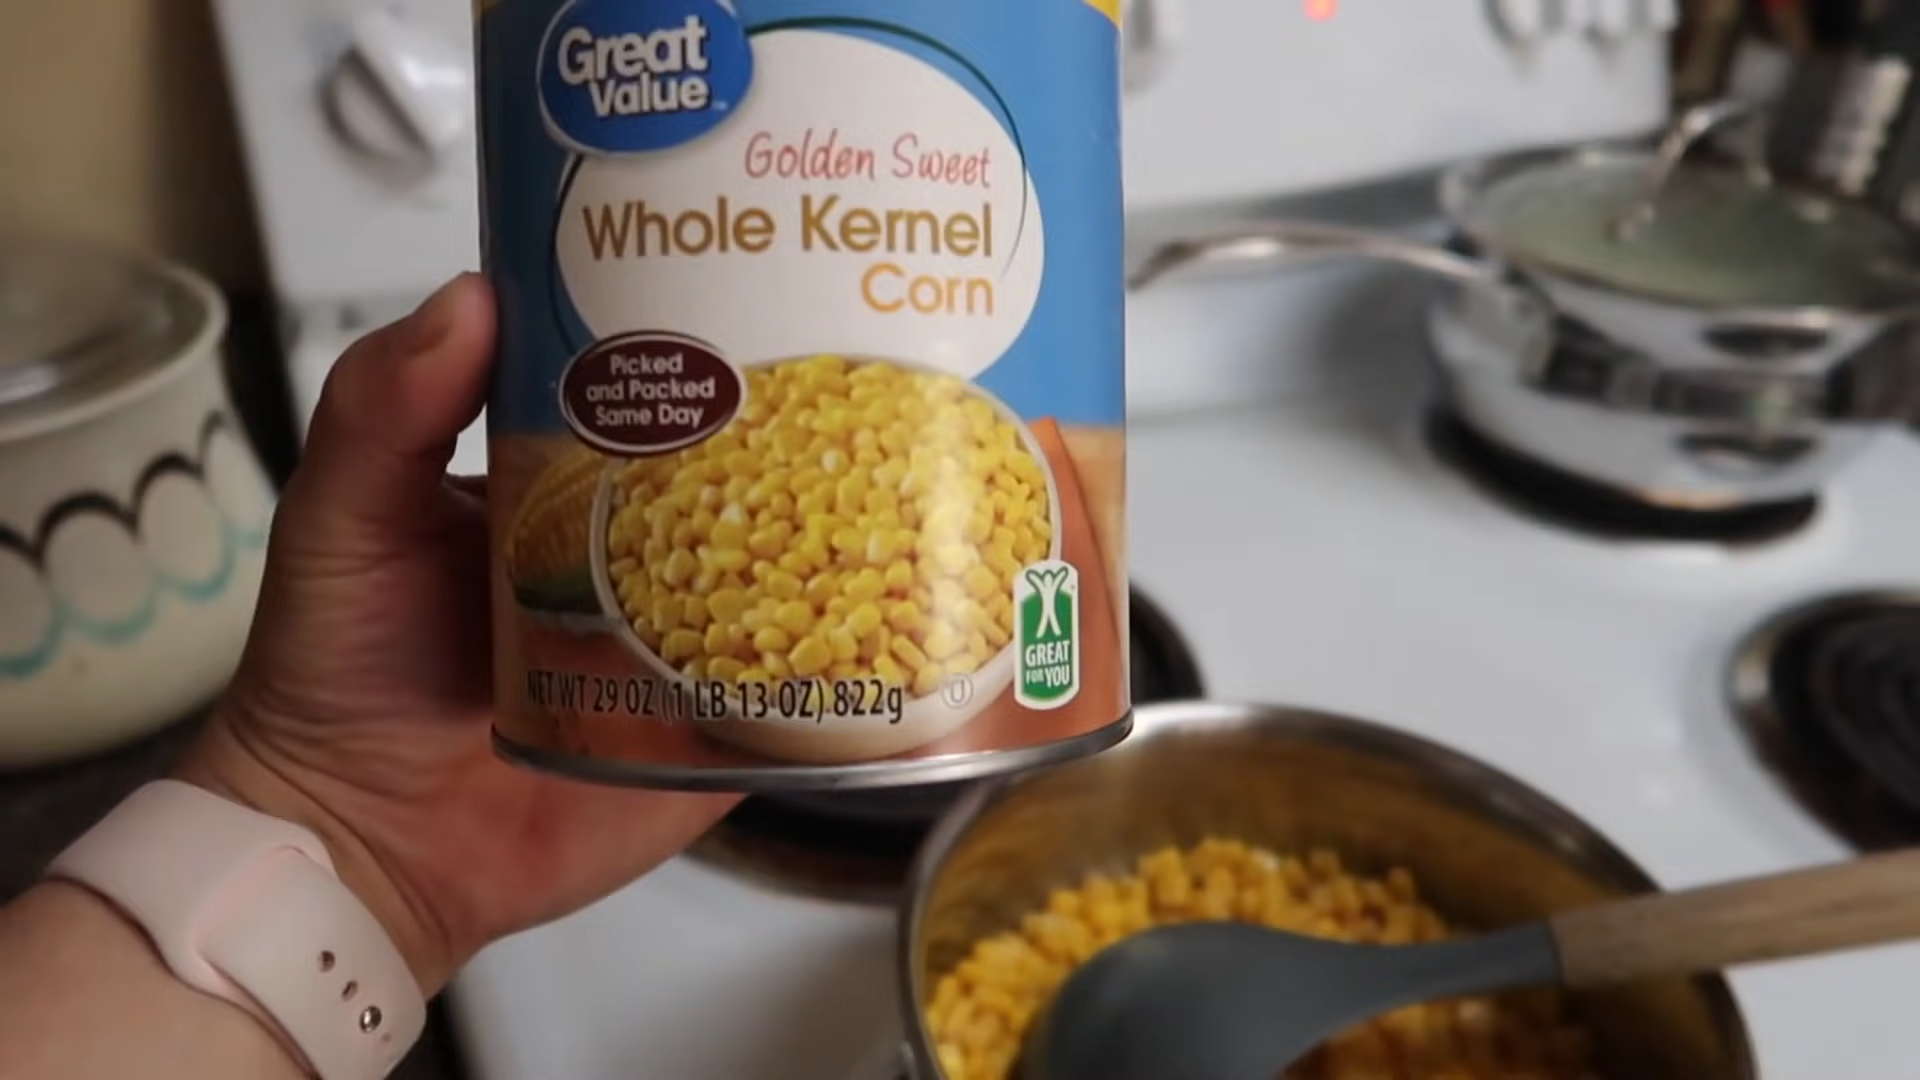 Great
Value
Golden Sweet
Whole Kernel
Corn
Picked
and Packed
Same Day
GREAT
FOR YOU
NET WT 29 OZ (1 LB 13 OZ) 822g
U